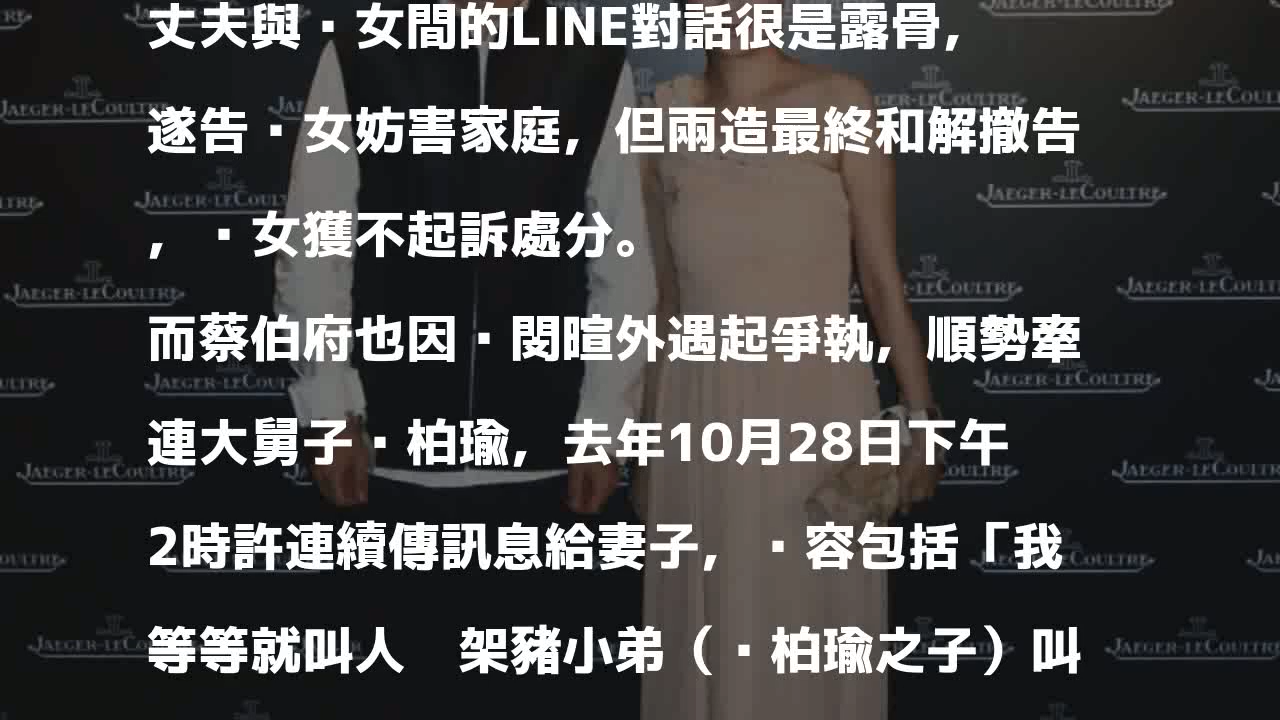 丈夫與▪女間的LINE對話很是露骨，
遂告▪女妨害家庭，但兩造最終和解撤告
，▪女獲不起訴處分。
而蔡伯府也因▪閔暄外遇起爭執，順勢牽
連大舅子▪柏瑜，去年10月28日下午
2時許連續傳訊息給妻子，▪容包括「我
等等就叫人　架豬小弟（▪柏瑜之子）叫
JAEGER-LECOULTRE